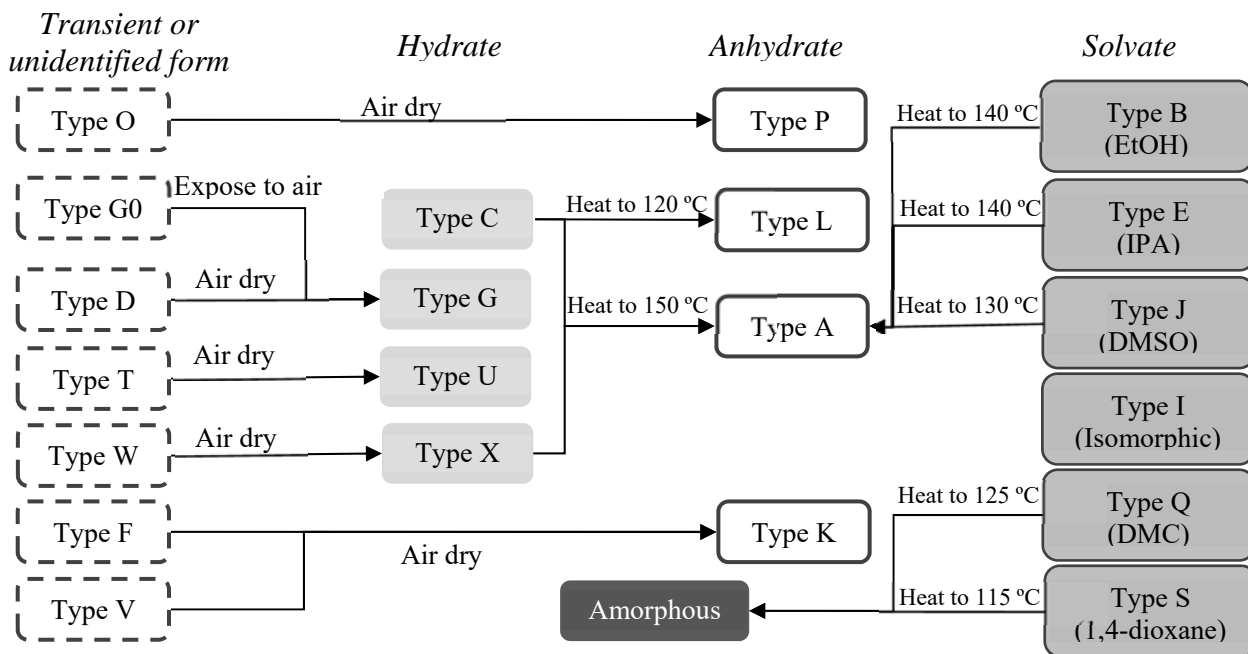 Transient or
unidentified form
Hydrate
Anhydrate
Solvate
Type O
Air dry
Type P
Heat to 140 ºC
Type B
(EtOH)
Type G0
Expose to air
Type C
Heat to 120 ºC
Type L
Heat to 140 ºC
Type E
(IPA)
Type D
Air dry
Type G
Heat to 150 ºC
Type A
Heat to 130 ºC
Type J
(DMSO)
Type T
Air dry
Type U
Type I
(Isomorphic)
Type W
Air dry
Type X
Type F
Air dry
Type K
Heat to 125 ºC
Type Q
(DMC)
Type V
Amorphous
Heat to 115 ºC
Type S
(1,4-dioxane)